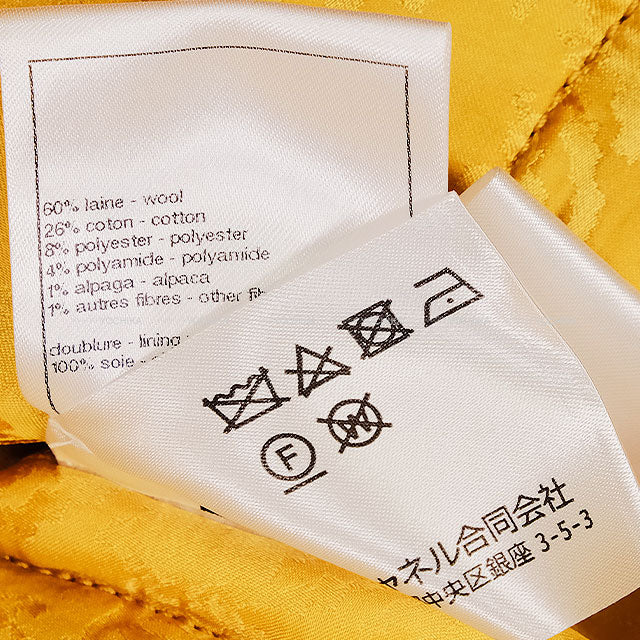 60% laine - wool
26% coton - cotton
8% polyester - polyester
4% polyamide - polyamide
1% alpaga - alpaca
1% autres fibres - other
doublure - lining
100% soie -
F
W
ャネル合同会社
中央区銀座 3-5-3